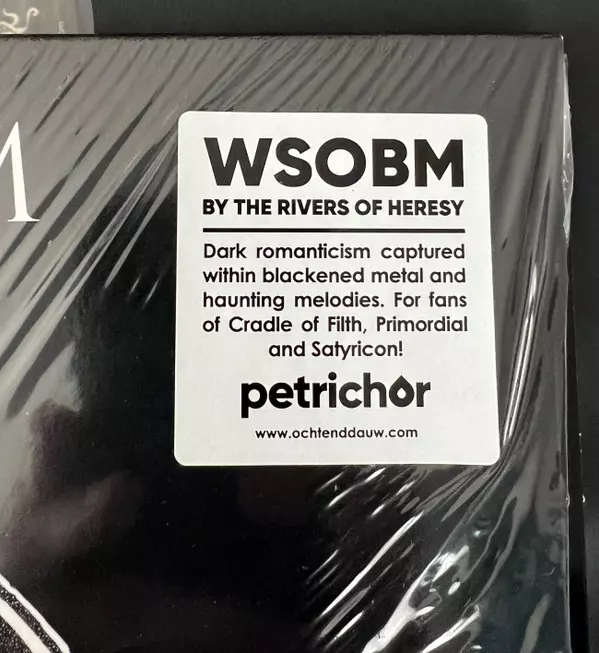 WSOBM
BY THE RIVERS OF HERESY
Dark romanticism captured
within blackened metal and
haunting melodies. For fans
of Cradle of Filth, Primordial
and Satyricon!
petrichor
www.ochtenddauw.com